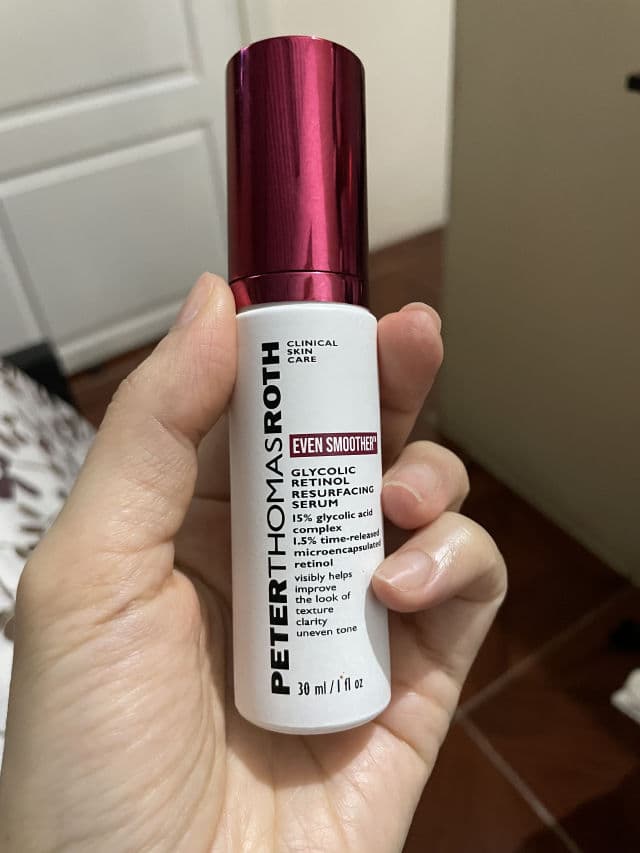 PETERTHOMASROTH
CLINICAL
SKIN
CARE
EVEN SMOOTHER™
GLYCOLIC
RETINOL
RESURFACING
SERUM
15% glycolic acid
complex
1.5% time-released
microencapsulated
retinol
visibly helps
improve
the look of
texture
clarity
uneven tone
30 ml / 1 fl oz